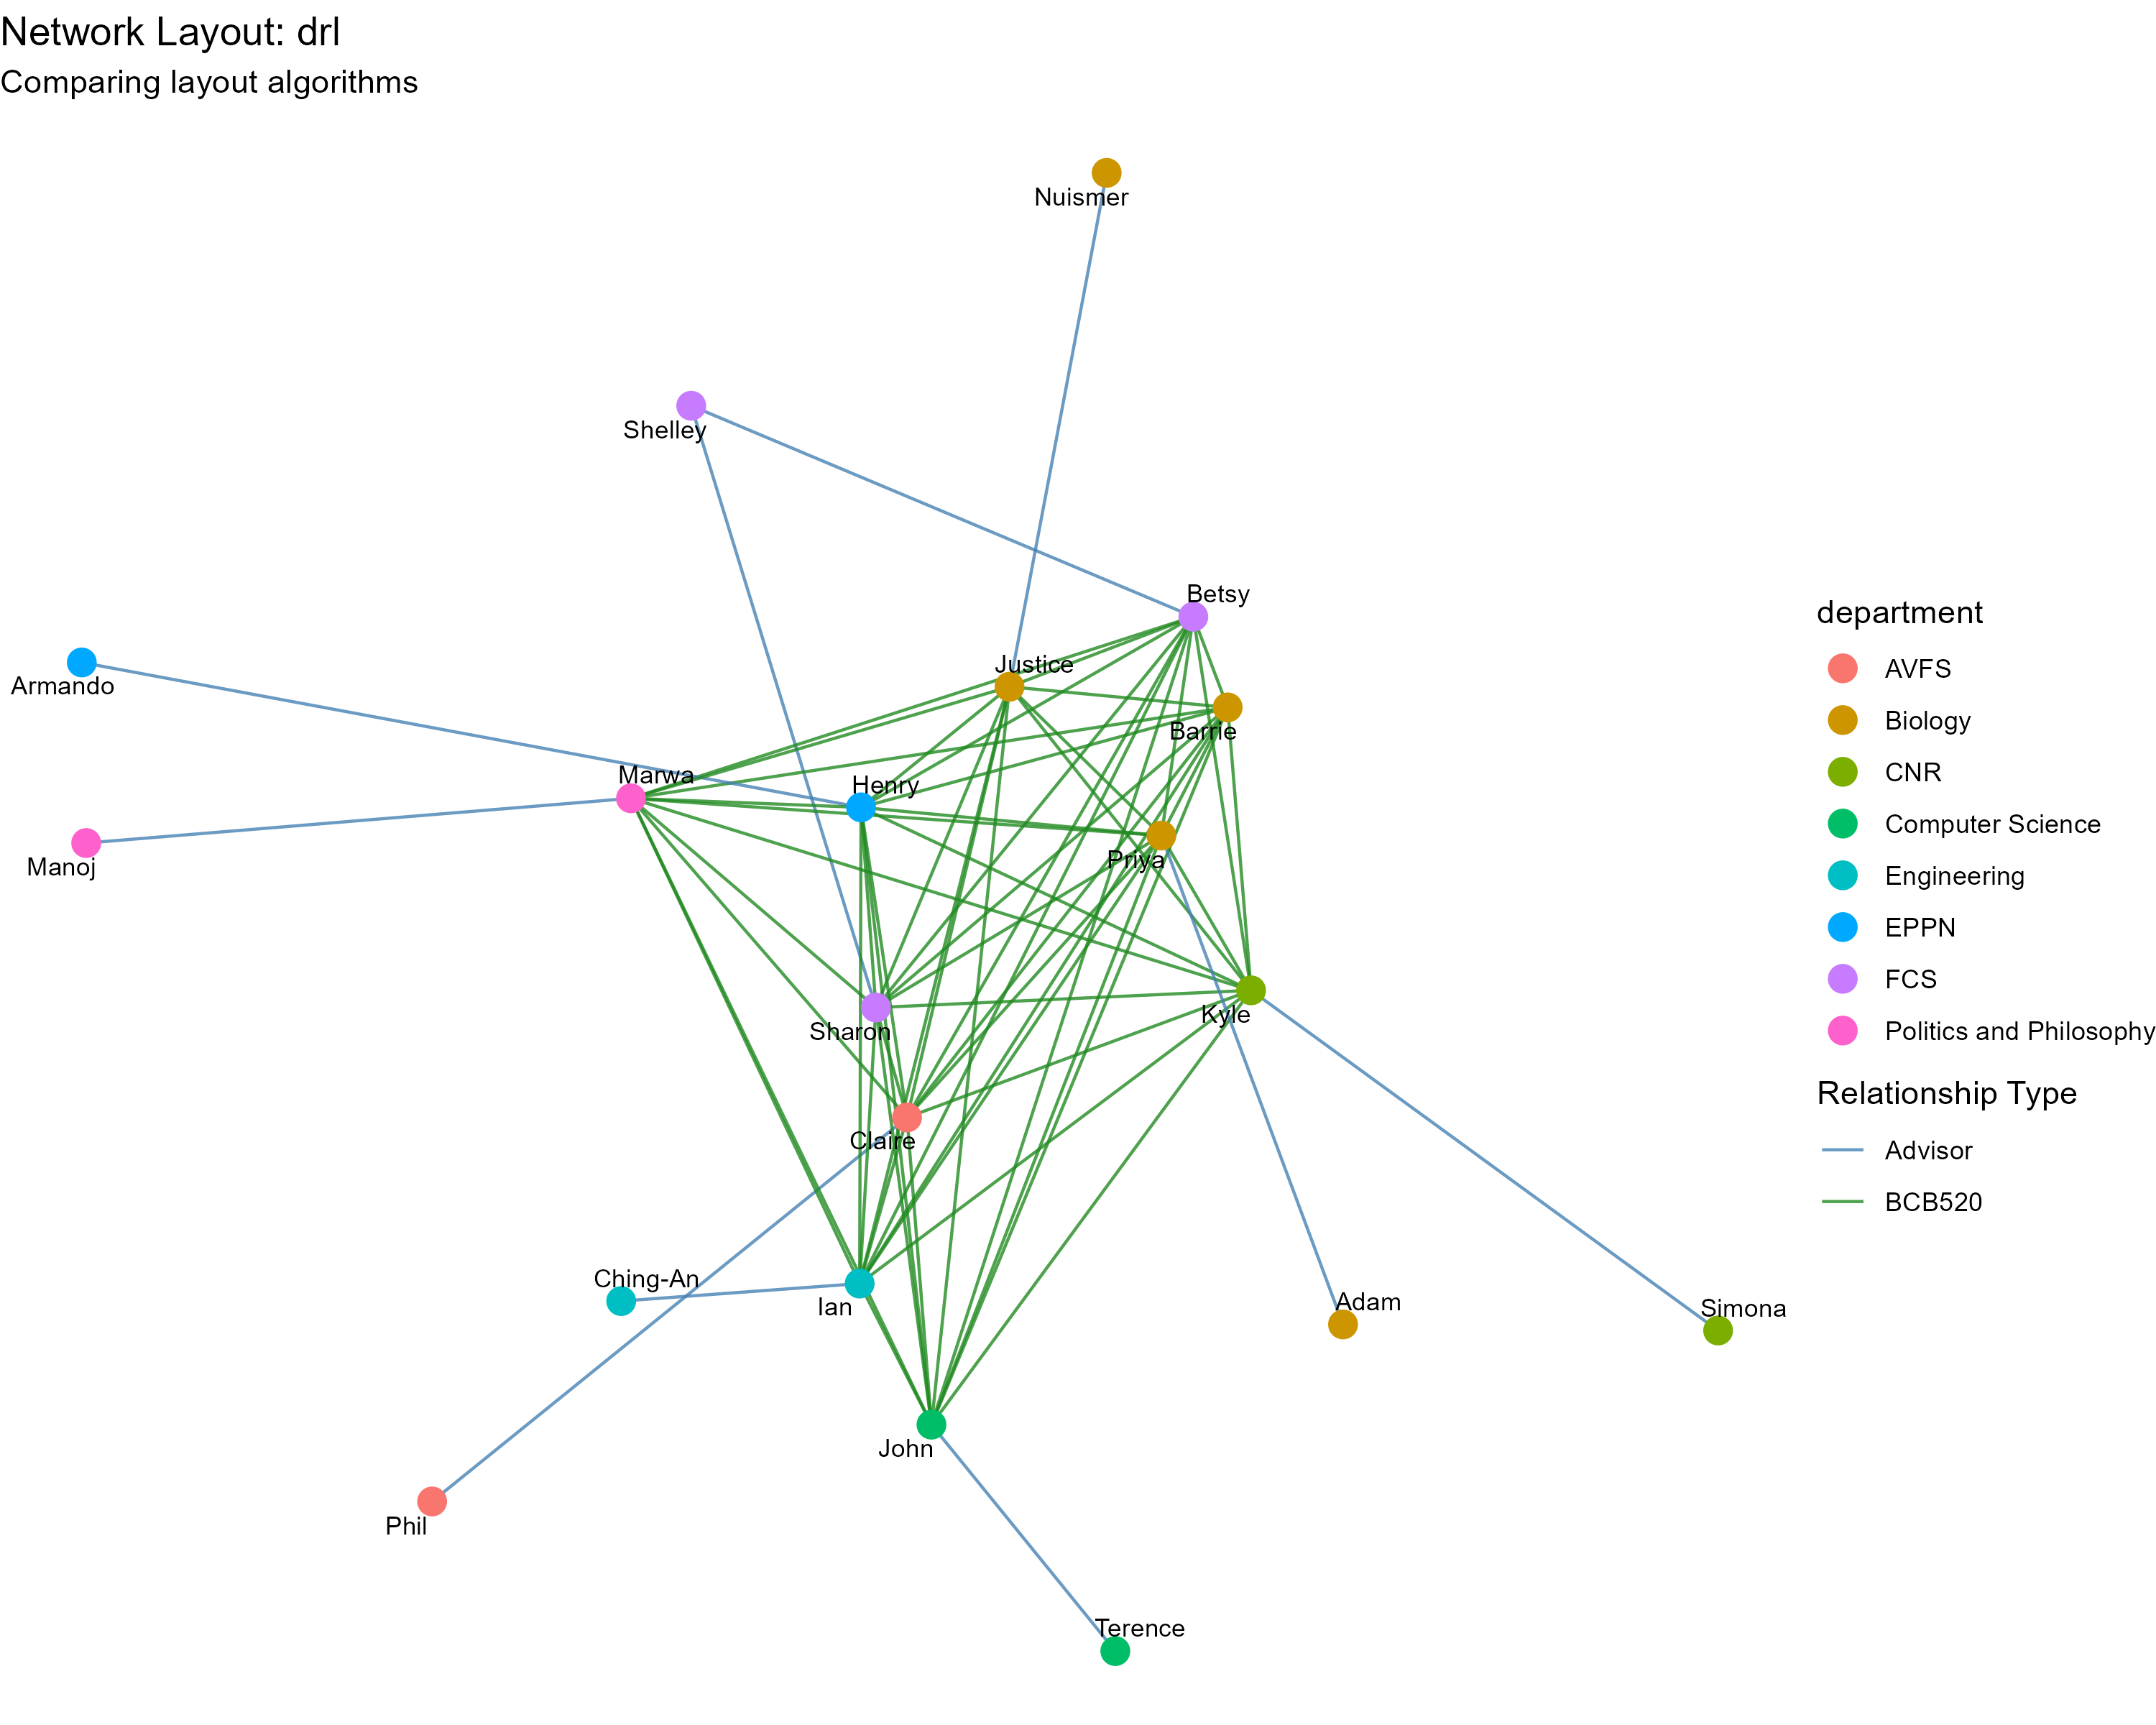 Network Layout: drl
Comparing layout algorithms
Nuismer
Shelley
Betsy
Justice
Armando
Barrie
Marwa
Henry
Priya
Manoj
Kyle
Sharon
Claire
Ching-An
Ian
Adam
Simona
John
Phil
Terence
department
AVFS
Biology
CNR
Computer Science
Engineering
EPPN
FCS
Politics and Philosophy
Relationship Type
Advisor
BCB520